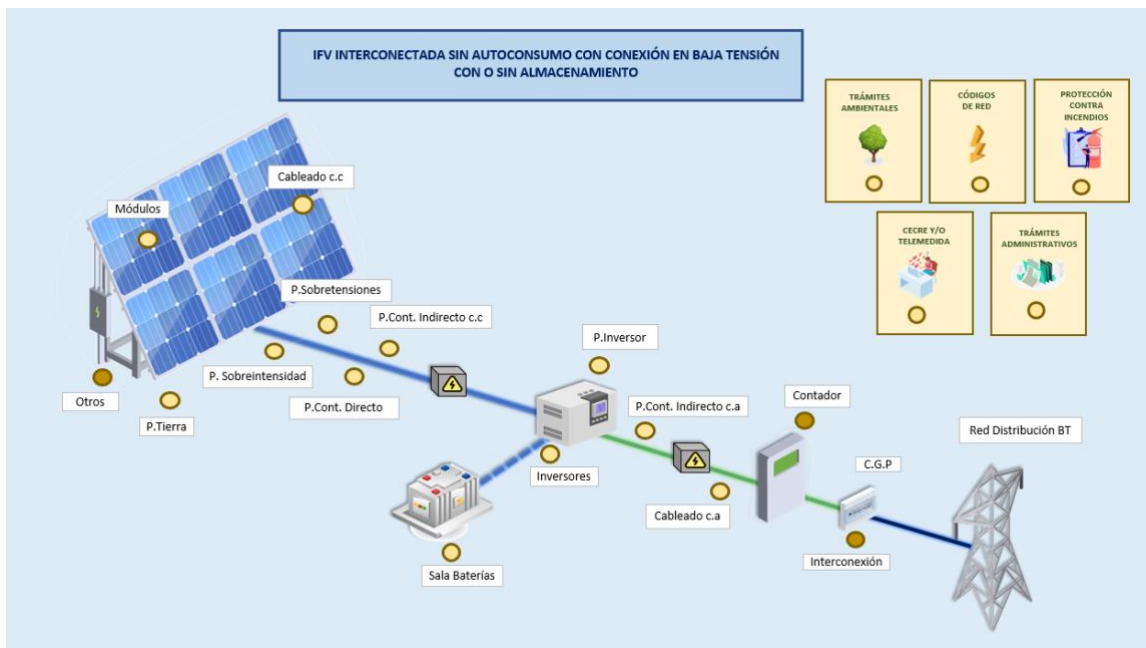 IFV INTERCONECTADA SIN AUTOCONSUMO CON CONEXIÓN EN BAJA TENSIÓN
CON O SIN ALMACENAMIENTO
TRÁMITES
AMBIENTALES
CÓDIGOS
DE RED
PROTECCIÓN
CONTRA
INCENDIOS
CECRE Y/O
TELEMEDIDA
TRÁMITES
ADMINISTRATIVOS
Cableado c.c
Módulos
P.Sobretensiones
P.Cont. Indirecto c.c
P.Inversor
P. Sobreintensidad
Otros
P.Cont. Directo
P.Tierra
P.Cont. Indirecto c.a
Contador
Red Distribución BT
Inversores
C.G.P
Cableado c.a
Interconexión
Sala Baterías